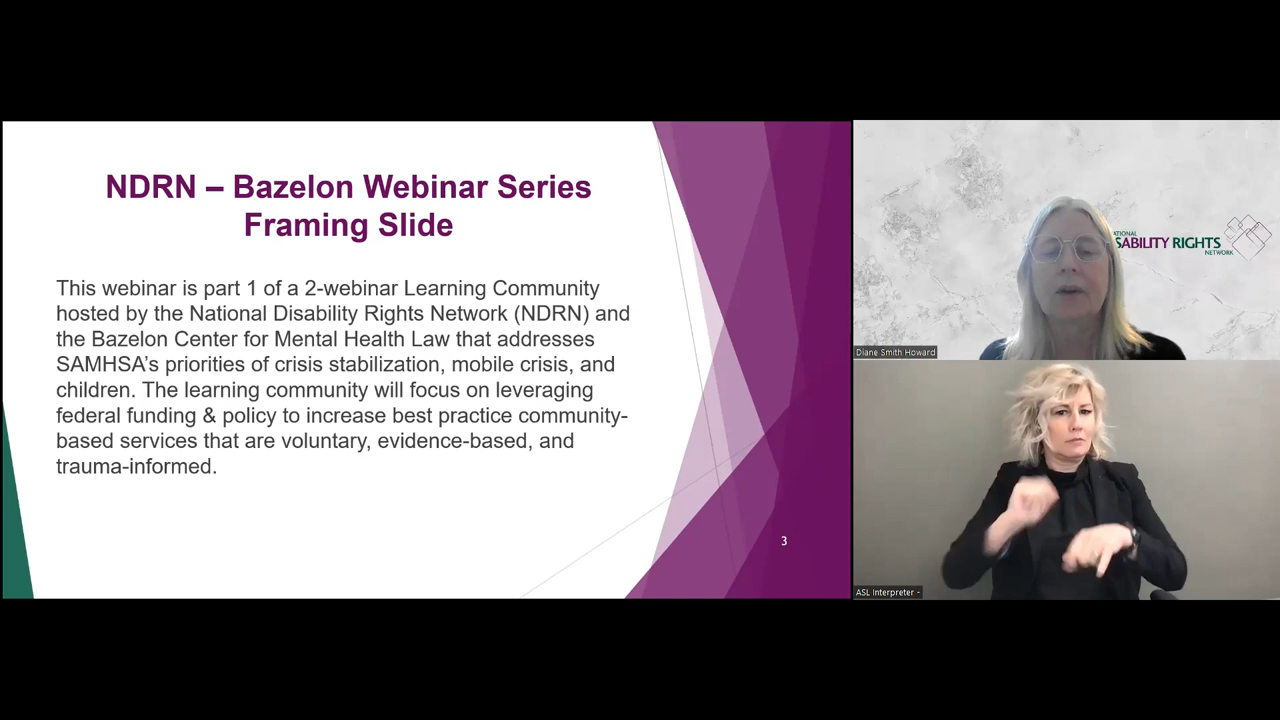 NDRN – Bazelon Webinar Series
Framing Slide
This webinar is part 1 of a 2-webinar Learning Community
hosted by the National Disability Rights Network (NDRN) and
the Bazelon Center for Mental Health Law that addresses
SAMHSA’s priorities of crisis stabilization, mobile crisis, and
children. The learning community will focus on leveraging
federal funding & policy to increase best practice community-
based services that are voluntary, evidence-based, and
trauma-informed.
3
ATIONAL
SABILITY RIGHTS
NETWORK
Diane Smith Howard
ASL Interpreter -